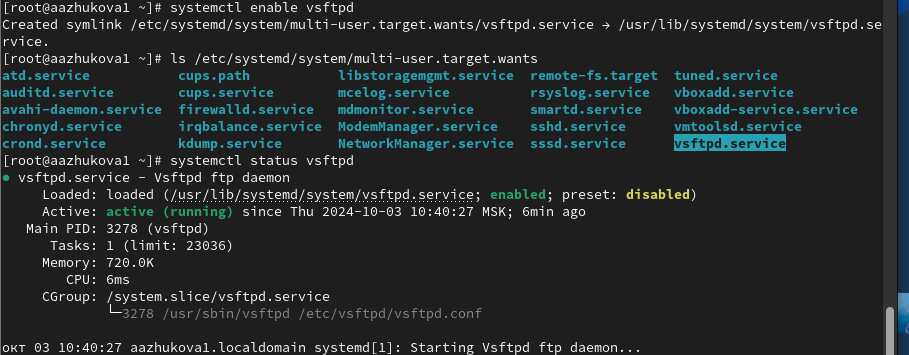 [root@aazhukova1 ~]# systemctl enable vsftpd
Created symlink /etc/systemd/system/multi-user.target.wants/vsftpd.service → /usr/lib/systemd/system/vsftpd.se
rvice.
[root@aazhukova1 ~]# ls /etc/systemd/system/multi-user.target.wants
atd.service cups.path libstoragemgmt.service remote-fs.target tuned.service
auditd.service cups.service mcelog.service rsyslog.service vboxadd.service
avahi-daemon.service firewalld.service mdmonitor.service smartd.service vboxadd-service.service
chronyd.service irqbalance.service ModemManager.service sshd.service vmtoolsd.service
crond.service kdump.service NetworkManager.service sssd.service vsftpd.service
[root@aazhukova1 ~]# systemctl status vsftpd
● vsftpd.service - Vsftpd ftp daemon
Loaded: loaded (/usr/lib/systemd/system/vsftpd.service; enabled; preset: disabled)
Active: active (running) since Thu 2024-10-03 10:40:27 MSK; 6min ago
Main PID: 3278 (vsftpd)
Tasks: 1 (limit: 23036)
Memory: 720.0K
CPU: 6ms
CGroup: /system.slice/vsftpd.service
└─3278 /usr/sbin/vsftpd /etc/vsftpd/vsftpd.conf
окт 03 10:40:27 aazhukova1.localdomain systemd[1]: Starting Vsftpd ftp daemon...